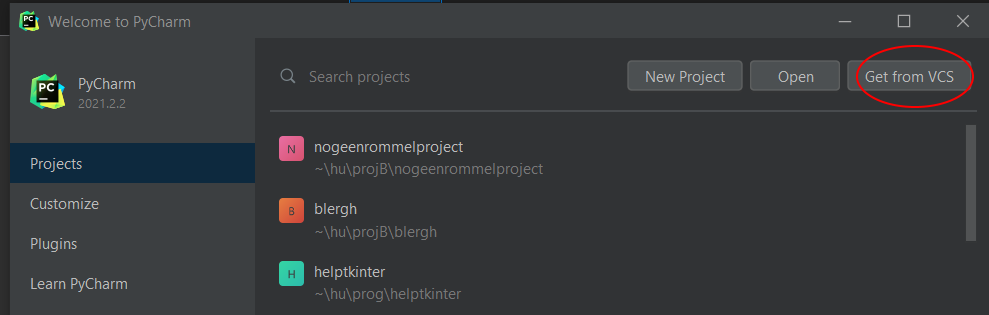 PC Welcome to PyCharm
PC PyCharm
2021.2.2
Search projects
New Project
Open
Get from VCS
Projects
Customize
Plugins
Learn PyCharm
N nogeenrommelproject
~\hu\projB\nogeenrommelproject
B blergh
~\hu\projB\blergh
H helptkinter
~\hu\prog\helptkinter